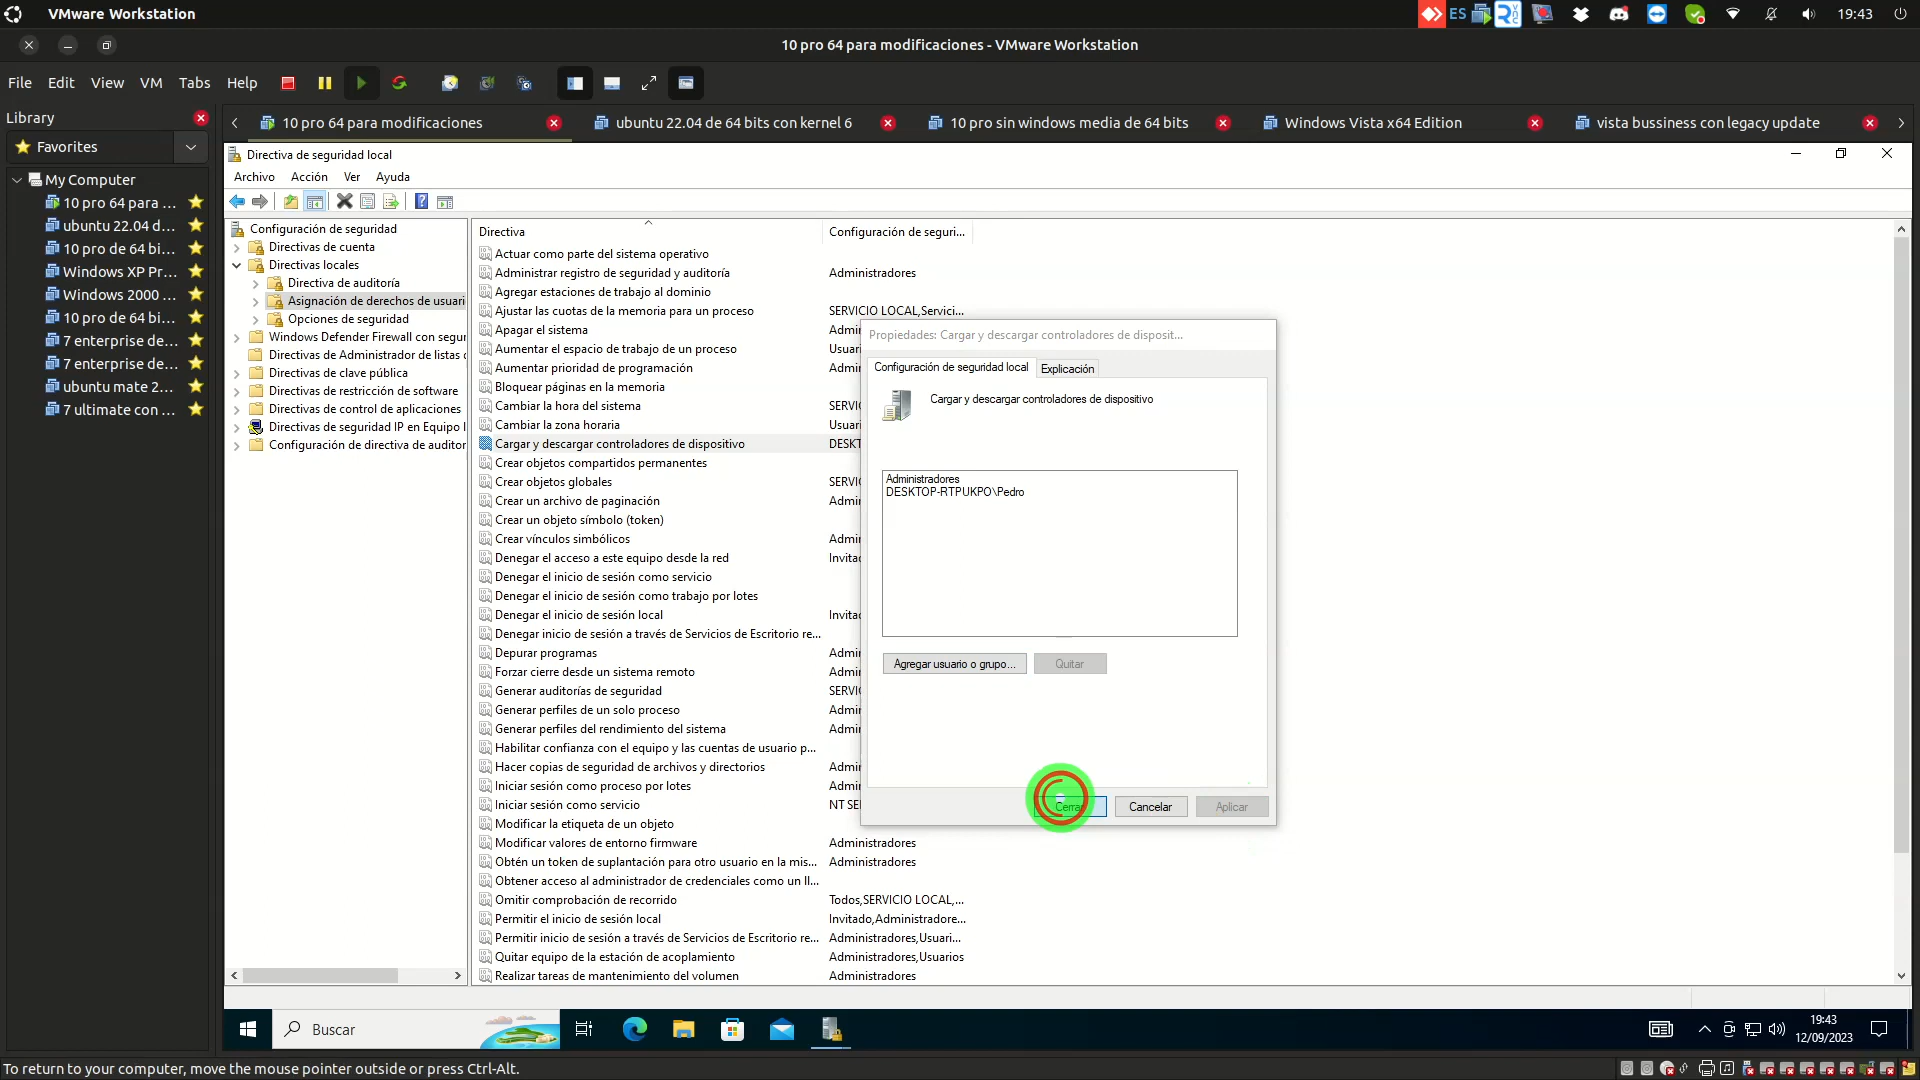 VMware Workstation
ES
19:43
10 pro 64 para modificaciones - VMware Workstation
File Edit View VM Tabs Help
Library
Favorites
My Computer
10 pro 64 para ...
ubuntu 22.04 d...
10 pro de 64 bi...
Windows XP Pr...
Windows 2000 ...
10 pro de 64 bi...
7 enterprise de...
7 enterprise de...
ubuntu mate 2...
7 ultimate con ...
10 pro 64 para modificaciones
ubuntu 22.04 de 64 bits con kernel 6
10 pro sin windows media de 64 bits
Windows Vista x64 Edition
vista bussiness con legacy update
Directiva de seguridad local
Archivo Acción Ver Ayuda
Configuración de seguridad
Directivas de cuenta
Directivas locales
Directiva de auditoría
Asignación de derechos de usuari
Opciones de seguridad
Windows Defender Firewall con segur
Directivas de Administrador de listas
Directivas de clave pública
Directivas de restricción de software
Directivas de control de aplicaciones
Directivas de seguridad IP en Equipo l
Configuración de directiva de auditor
Directiva Configuración de seguri...
Actuar como parte del sistema operativo
Administrar registro de seguridad y auditoría Administradores
Agregar estaciones de trabajo al dominio
Ajustar las cuotas de la memoria para un proceso SERVICIO LOCAL,Servici...
Apagar el sistema Admi
Aumentar el espacio de trabajo de un proceso Usuari
Aumentar prioridad de programación Admi
Bloquear páginas en la memoria
Cambiar la hora del sistema SERVIC
Cambiar la zona horaria Usuari
Cargar y descargar controladores de dispositivo DESKT
Crear objetos compartidos permanentes
Crear objetos globales SERVIC
Crear un archivo de paginación Admi
Crear un objeto símbolo (token)
Crear vínculos simbólicos Admi
Denegar el acceso a este equipo desde la red Invita
Denegar el inicio de sesión como servicio
Denegar el inicio de sesión como trabajo por lotes
Denegar el inicio de sesión local Invita
Denegar inicio de sesión a través de Servicios de Escritorio re...
Depurar programas Admi
Forzar cierre desde un sistema remoto Admi
Generar auditorías de seguridad SERVIC
Generar perfiles de un solo proceso Admi
Generar perfiles del rendimiento del sistema Admi
Habilitar confianza con el equipo y las cuentas de usuario p...
Hacer copias de seguridad de archivos y directorios Admi
Iniciar sesión como proceso por lotes Admi
Iniciar sesión como servicio NT SE
Modificar la etiqueta de un objeto
Modificar valores de entorno firmware Administradores
Obtén un token de suplantación para otro usuario en la mis... Administradores
Obtener acceso al administrador de credenciales como un ll...
Omitir comprobación de recorrido Todos,SERVICIO LOCAL,...
Permitir el inicio de sesión local Invitado,Administradore...
Permitir inicio de sesión a través de Servicios de Escritorio re... Administradores,Usuari...
Quitar equipo de la estación de acoplamiento Administradores,Usuarios
Realizar tareas de mantenimiento del volumen Administradores
Propiedades: Cargar y descargar controladores de disposit...
Configuración de seguridad local Explicación
Cargar y descargar controladores de dispositivo
Administradores
DESKTOP-RTPUKPO\Pedro
Agregar usuario o grupo... Quitar
Cerrar Cancelar Aplicar
Buscar
19:43
12/09/2023
To return to your computer, move the mouse pointer outside or press Ctrl-Alt.